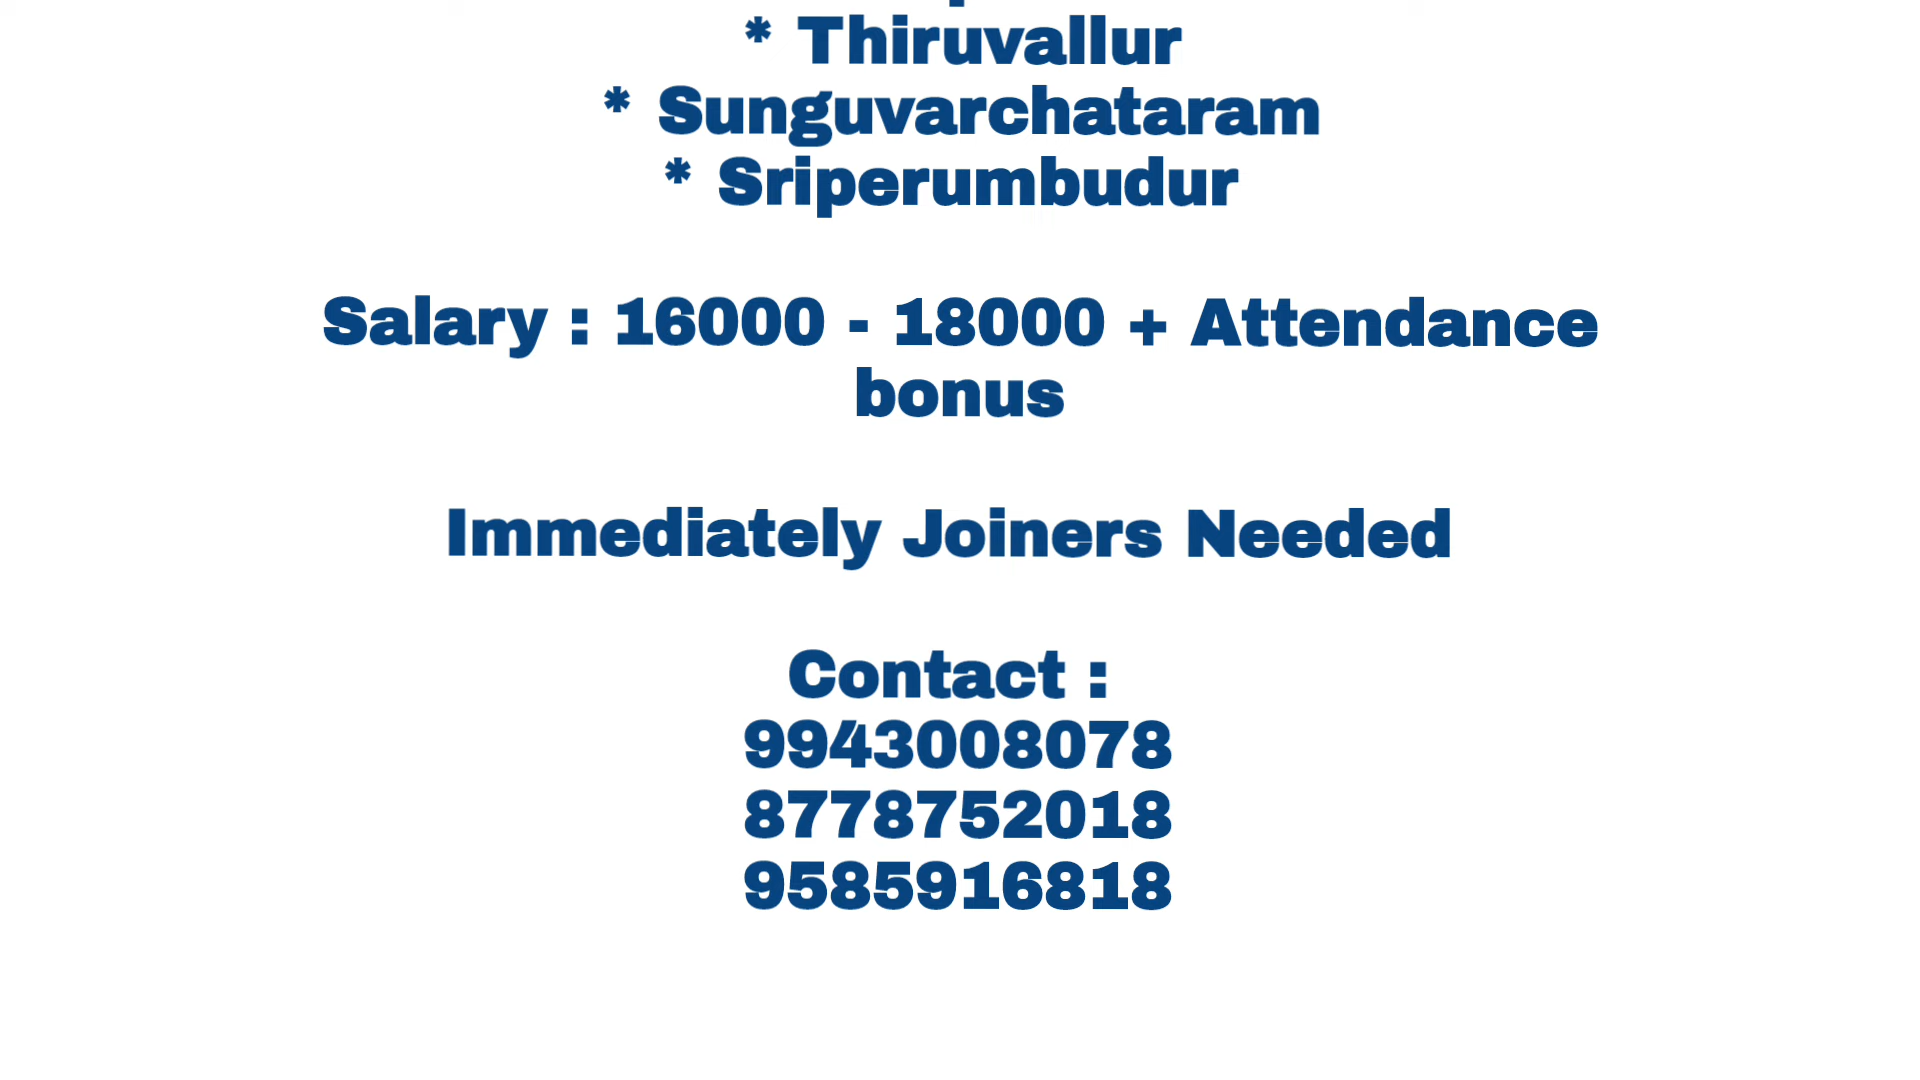 * Thiruvallur
* Sunguvarchataram
* Sriperumbudur
Salary : 16000 - 18000 + Attendance
bonus
Immediately Joiners Needed
Contact :
9943008078
8778752018
9585916818